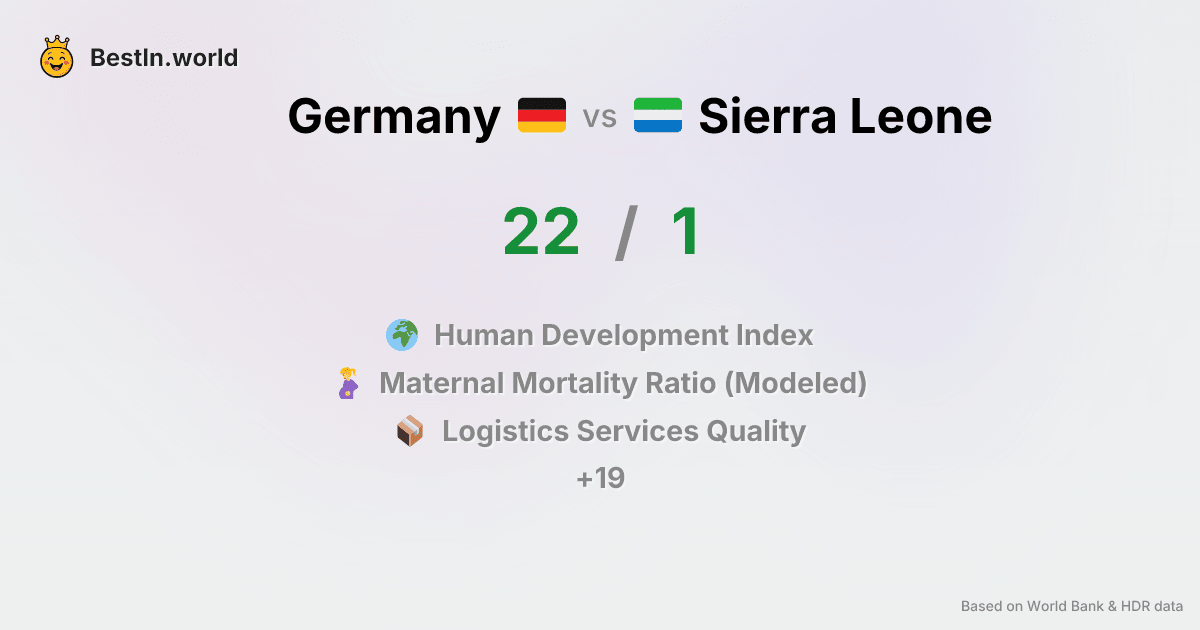 BestIn.world
Germany vs Sierra Leone
22 / 1
Human Development Index
Maternal Mortality Ratio (Modeled)
Logistics Services Quality
+19
Based on World Bank & HDR data